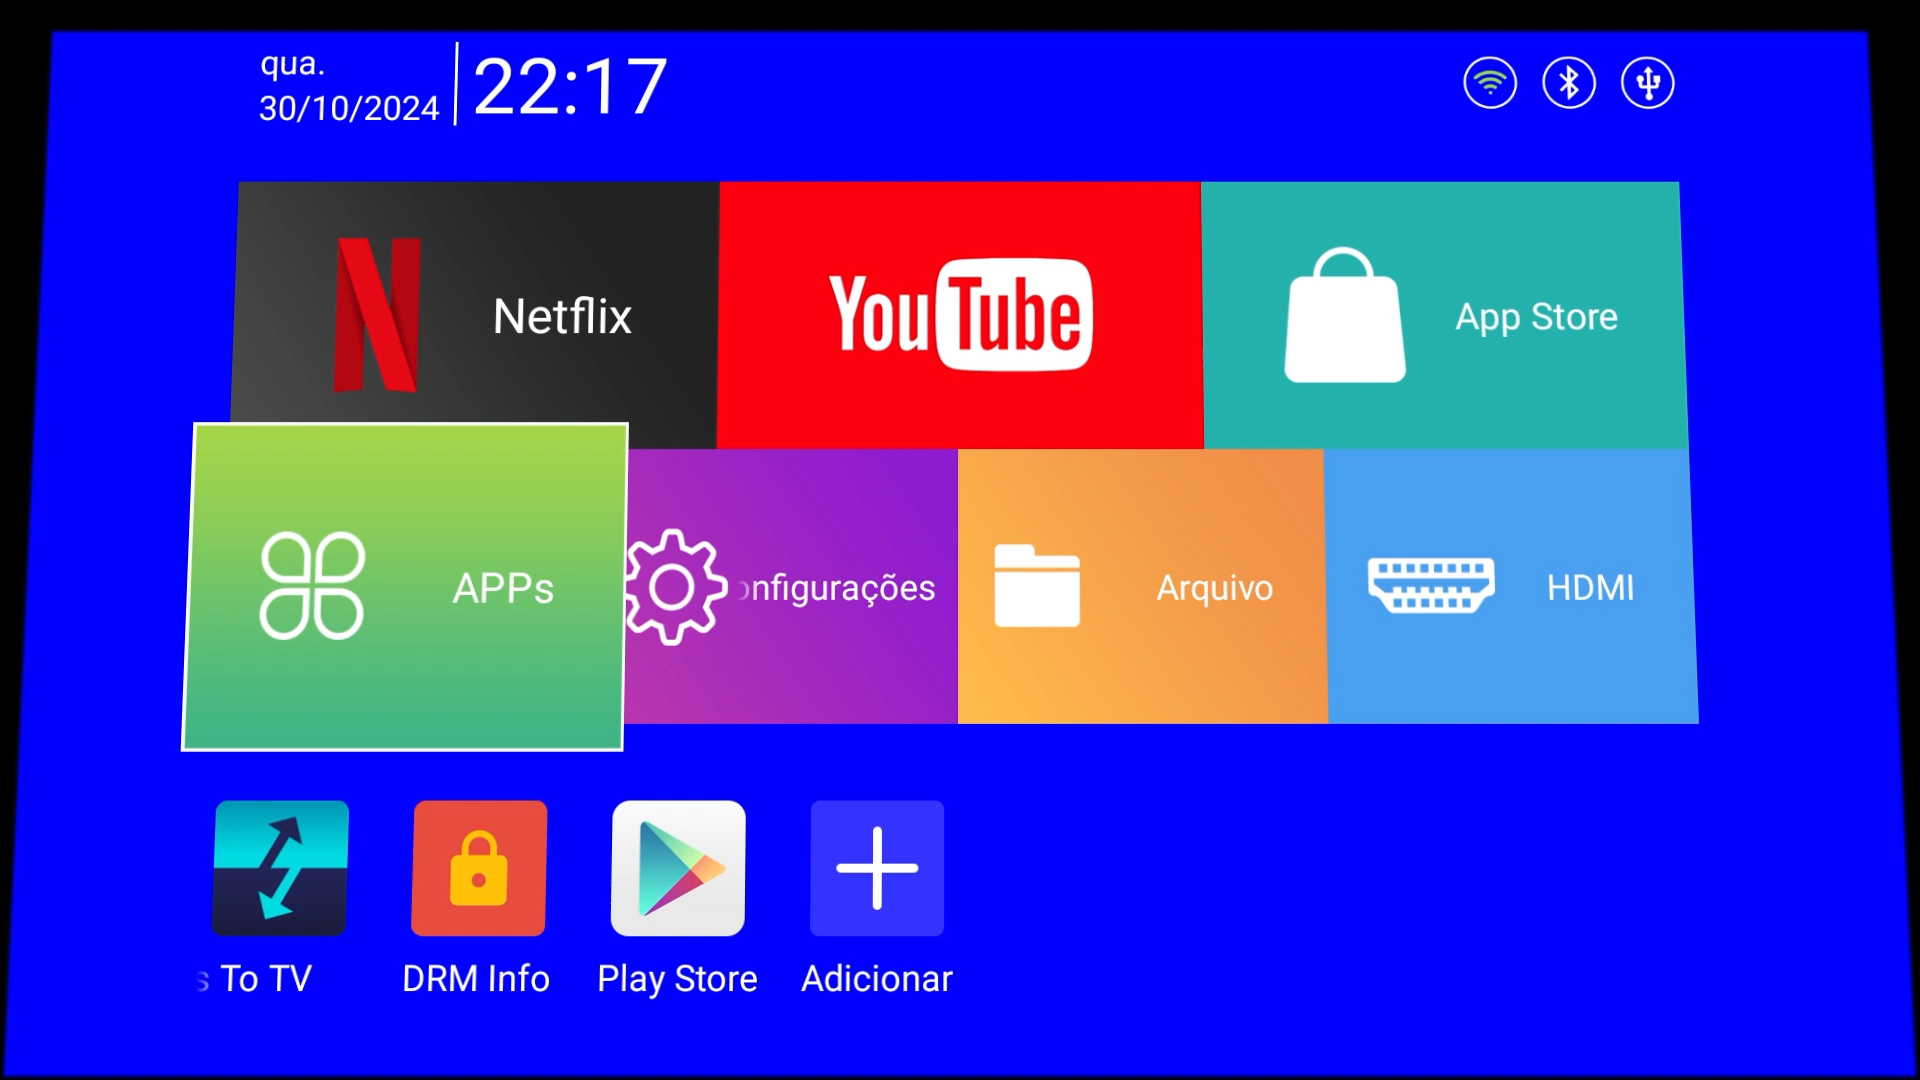 qua.
30/10/2024
22:17
Netflix
YouTube
App Store
APPs
onfigurações
Arquivo
HDMI
s To TV
DRM Info
Play Store
Adicionar